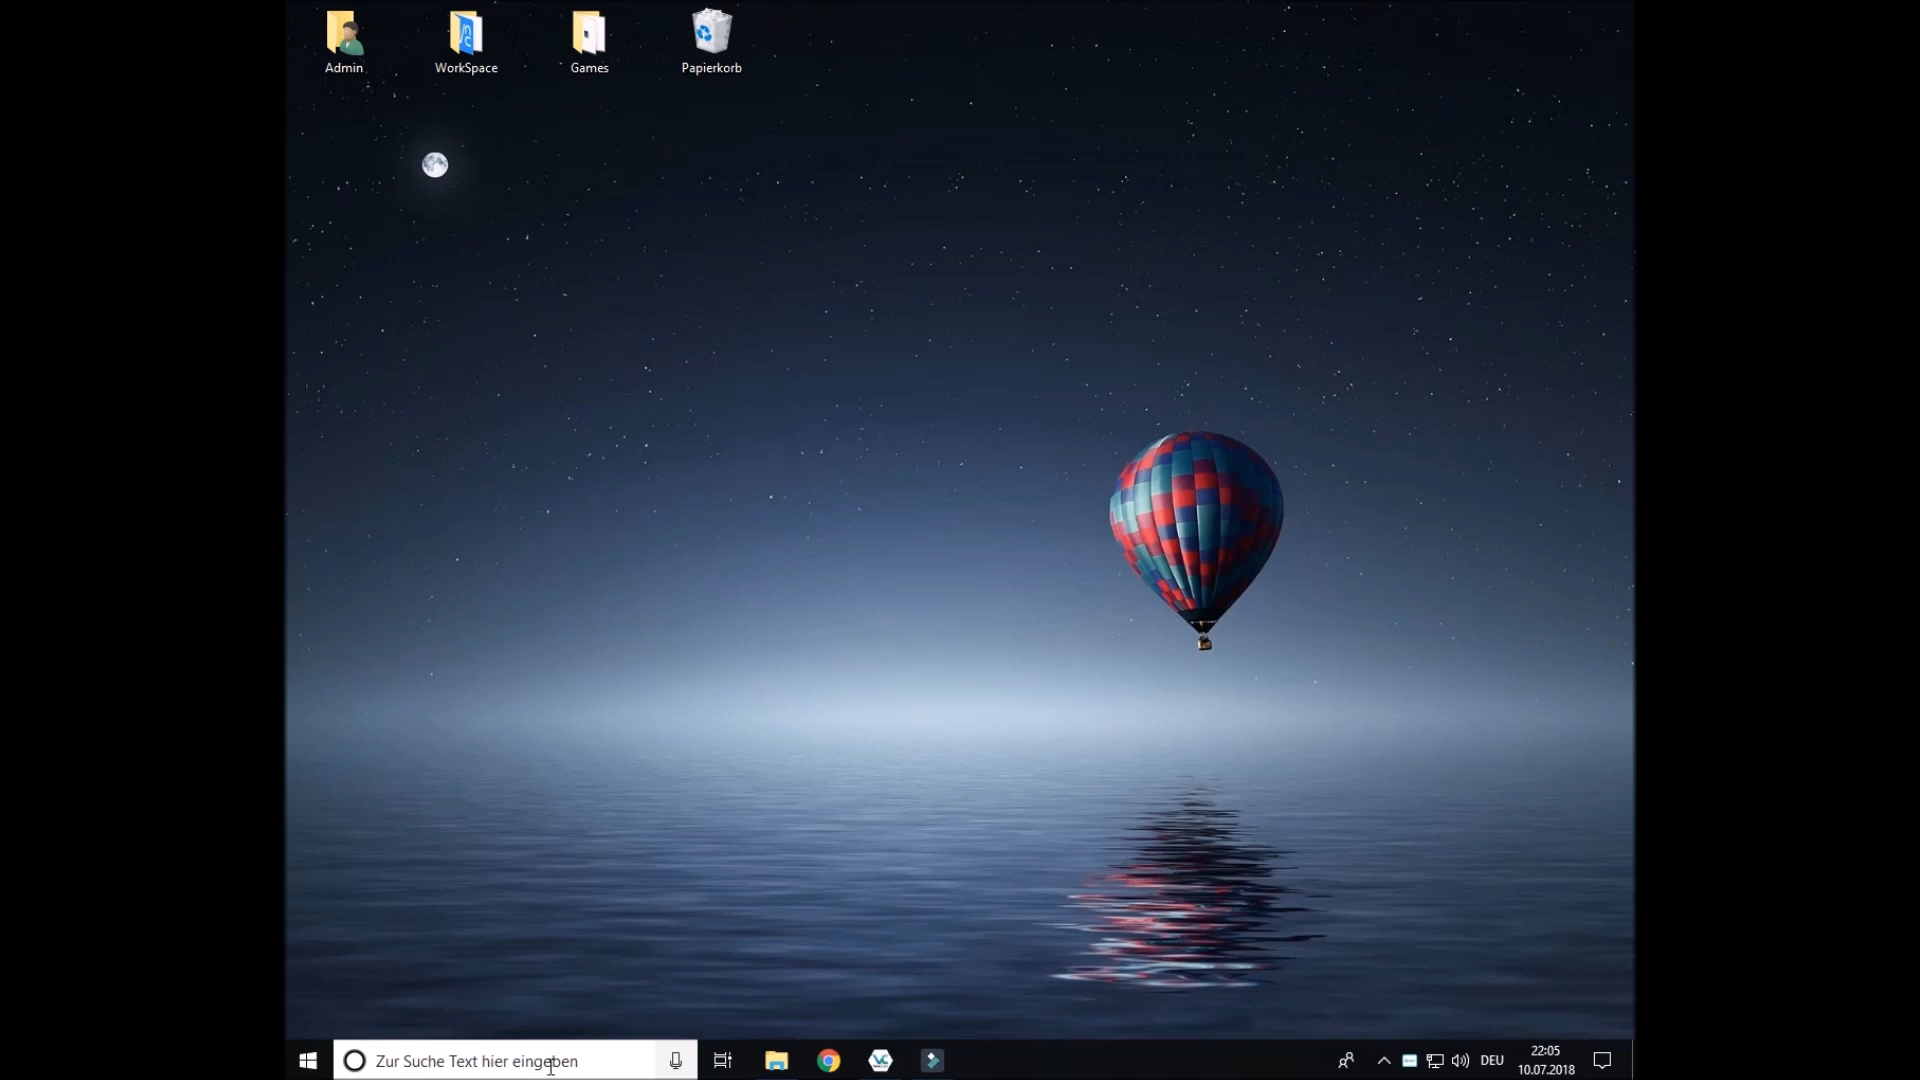 Admin
WorkSpace
Games
Papierkorb
Zur Suche Text hier eingeben
DEU
22:05
10.07.2018